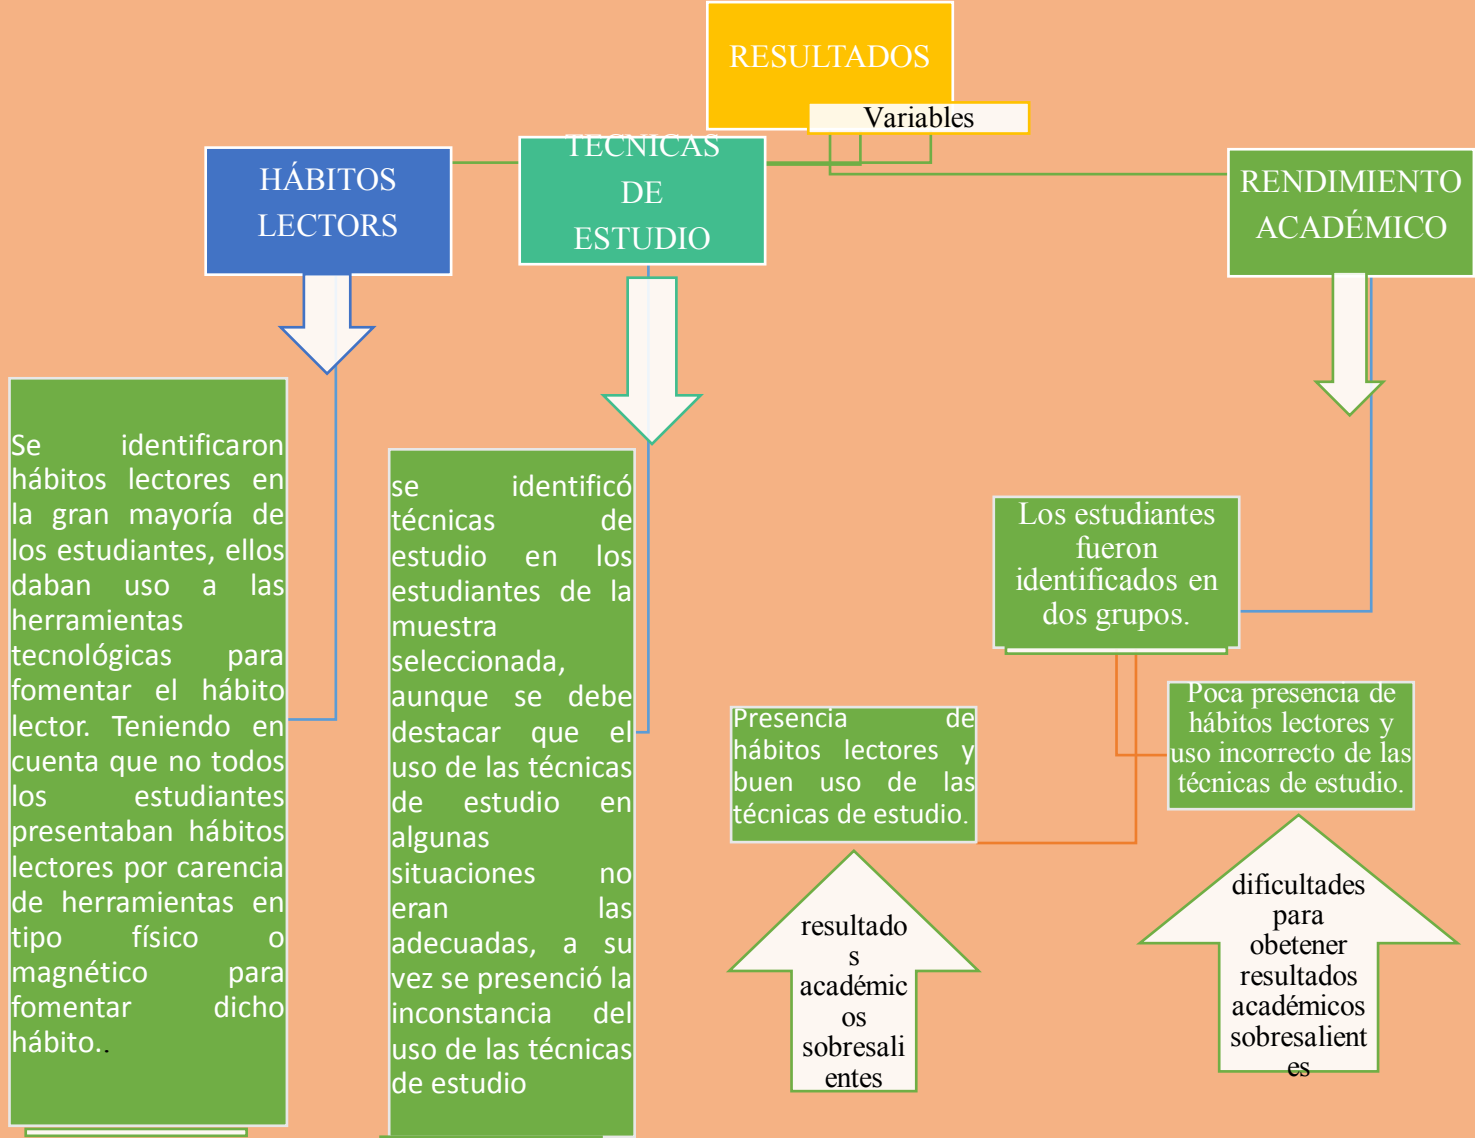 RESULTADOS
Variables
HÁBITOS
LECTORS
TECNICAS
DE
ESTUDIO
RENDIMIENTO
ACADÉMICO
Se identificaron
hábitos lectores en
la gran mayoría de
los estudiantes, ellos
daban uso a las
herramientas
tecnológicas para
fomentar el hábito
lector. Teniendo en
cuenta que no todos
los estudiantes
presentaban hábitos
lectores por carencia
de herramientas en
tipo físico o
magnético para
fomentar dicho
hábito..
se identificó
técnicas de
estudio en los
estudiantes de la
muestra
seleccionada,
aunque se debe
destacar que el
uso de las técnicas
de estudio en
algunas
situaciones no
eran las
adecuadas, a su
vez se presenció la
inconstancia del
uso de las técnicas
de estudio
Los estudiantes
fueron
identificados en
dos grupos.
Presencia de
hábitos lectores y
buen uso de las
técnicas de estudio.
Poca presencia de
hábitos lectores y
uso incorrecto de las
técnicas de estudio.
resultado
s
académic
os
sobresali
entes
dificultades
para
obetener
resultados
académicos
sobresalient
es